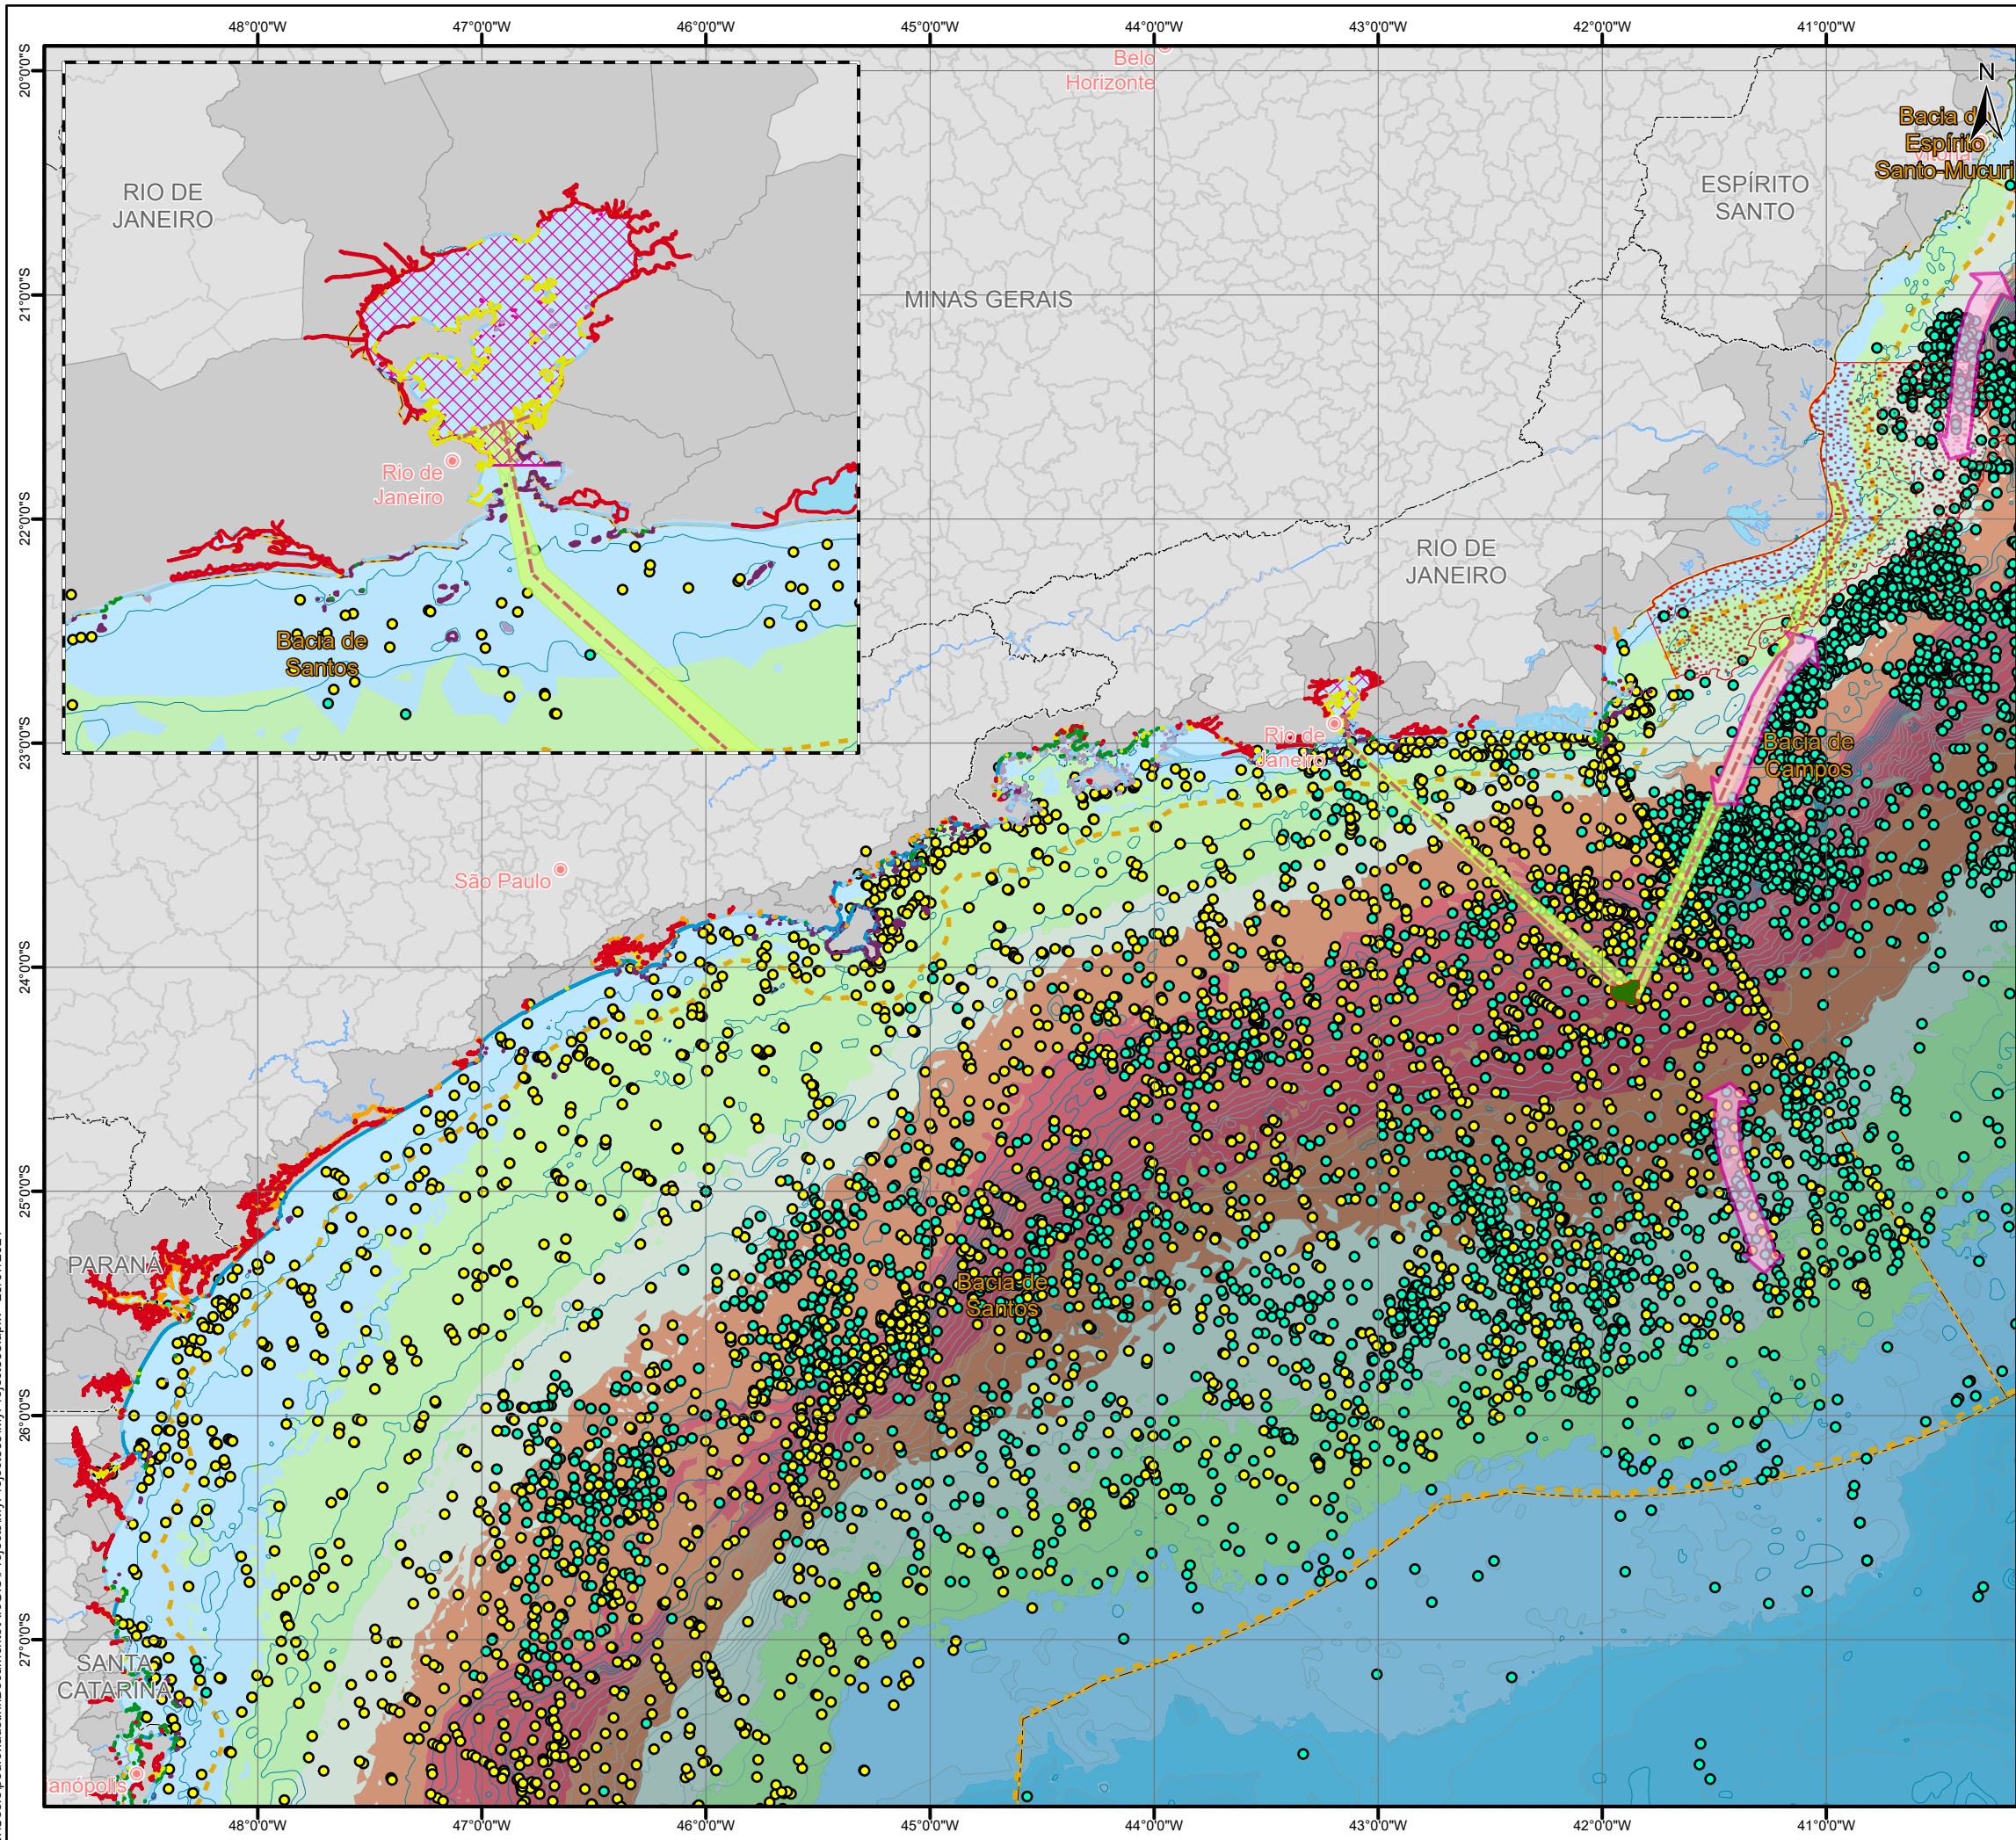 48°0'0"W 47°0'0"W 46°0'0"W 45°0'0"W 44°0'0"W 43°0'0"W 42°0'0"W 41°0'0"W
20°0'0"S
21°0'0"S
22°0'0"S
23°0'0"S
24°0'0"S
25°0'0"S
26°0'0"S
27°0'0"S
N
Belo
Horizonte
Bacia de
Espírito
Santo-Mucuri
Vitória
ESPÍRITO
SANTO
RIO DE
JANEIRO
MINAS GERAIS
Rio de
Janeiro
Bacia de
Santos
RIO DE
JANEIRO
Rio de
Janeiro
SÃO PAULO
Bacia de
Campos
São Paulo
PARANÁ
Bacia de
Santos
SANTA
CATARINA
anópolis
48°0'0"W 47°0'0"W 46°0'0"W 45°0'0"W 44°0'0"W 43°0'0"W 42°0'0"W 41°0'0"W